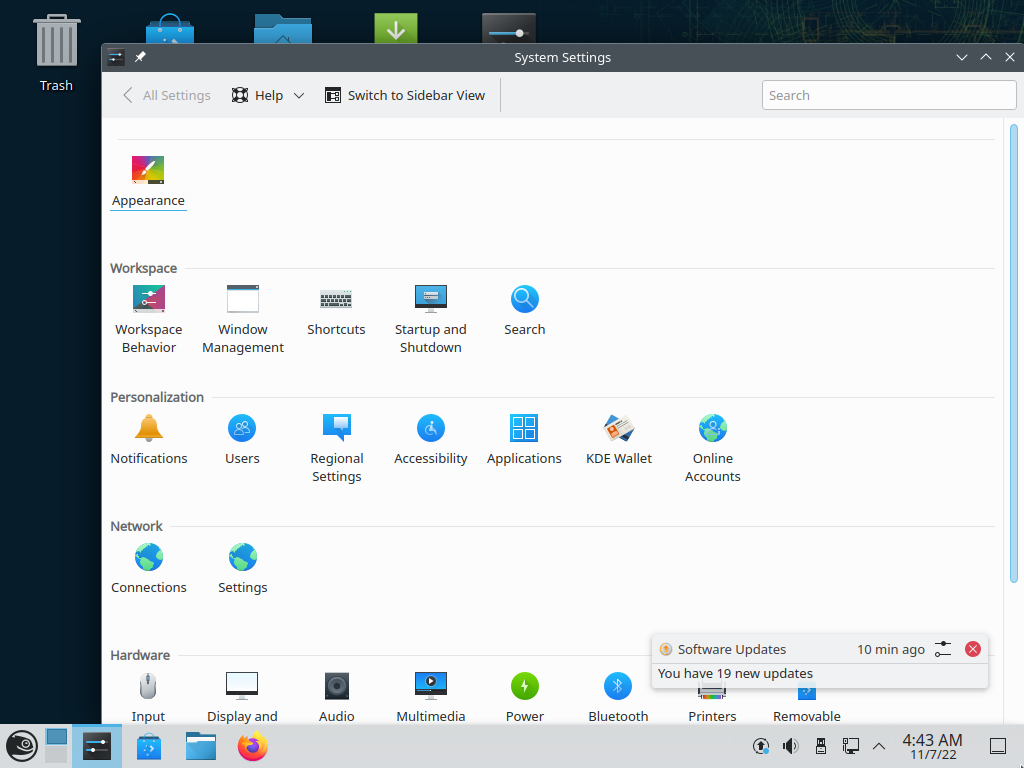 Trash
System Settings
All Settings
Help
Switch to Sidebar View
Search
Appearance
Workspace
Workspace Behavior
Window Management
Shortcuts
Startup and Shutdown
Search
Personalization
Notifications
Users
Regional Settings
Accessibility
Applications
KDE Wallet
Online Accounts
Network
Connections
Settings
Hardware
Software Updates
10 min ago
You have 19 new updates
Input
Display and
Audio
Multimedia
Power
Bluetooth
Printers
Removable
4:43 AM
11/7/22